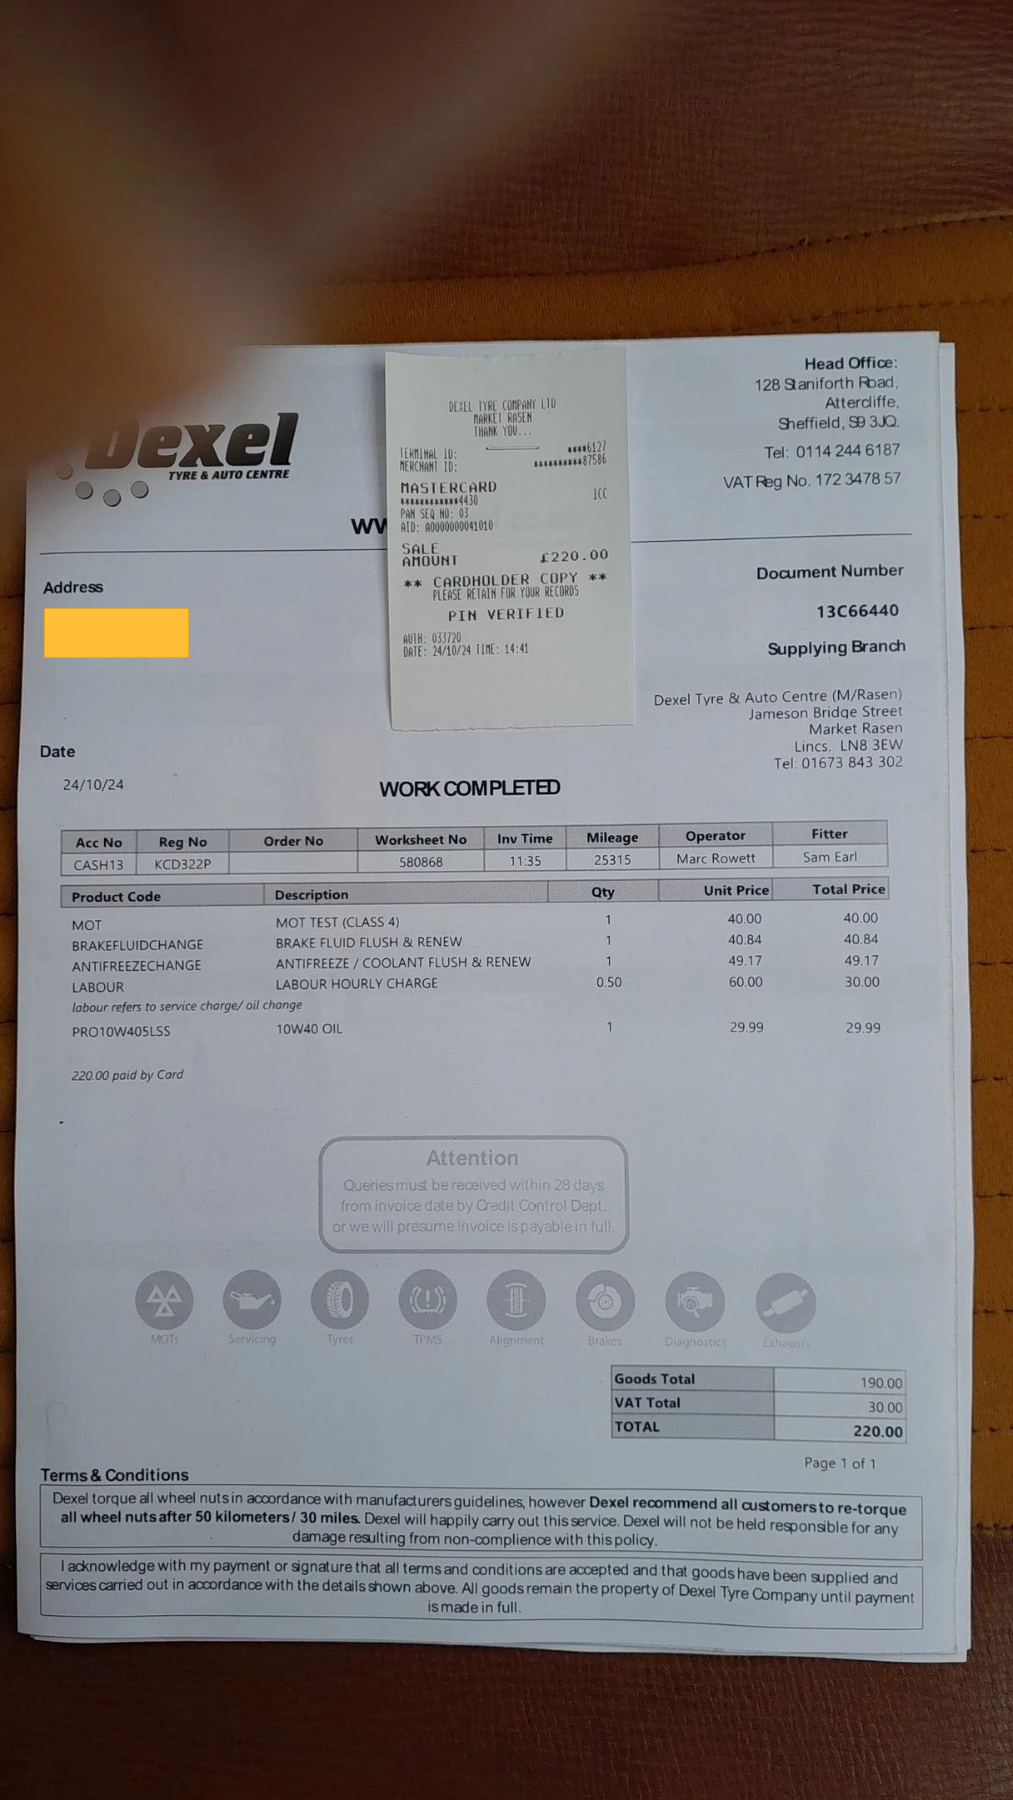 Dexel
TYRE & AUTO CENTRE
DEXEL TYRE COMPANY LTD
MARKET RASEN
THANK YOU...
TERMINAL ID: ****6127
MERCHANT ID: **********87586
MASTERCARD ICC
************4430
PAN SEQ NO: 03
AID: A0000000041010
SALE
AMOUNT £220.00
** CARDHOLDER COPY **
PLEASE RETAIN FOR YOUR RECORDS
PIN VERIFIED
AUTH: 033720
DATE: 24/10/24 TIME: 14:41
Head Office:
128 Staniforth Road,
Attercliffe,
Sheffield, S9 3JQ.
Tel: 0114 244 6187
VAT Reg No. 172 3478 57
Address
Document Number
13C66440
Supplying Branch
Dexel Tyre & Auto Centre (M/Rasen)
Jameson Bridge Street
Market Rasen
Lincs. LN8 3EW
Tel: 01673 843 302
Date
24/10/24
WORK COMPLETED
Acc No Reg No Order No Worksheet No Inv Time Mileage Operator Fitter
CASH13 KCD322P 580868 11:35 25315 Marc Rowett Sam Earl
Product Code Description Qty Unit Price Total Price
MOT MOT TEST (CLASS 4) 1 40.00 40.00
BRAKEFLUIDCHANGE BRAKE FLUID FLUSH & RENEW 1 40.84 40.84
ANTIFREEZECHANGE ANTIFREEZE / COOLANT FLUSH & RENEW 1 49.17 49.17
LABOUR LABOUR HOURLY CHARGE 0.50 60.00 30.00
labour refers to service charge/ oil change
PRO10W405LSS 10W40 OIL 1 29.99 29.99
220.00 paid by Card
Attention
Queries must be received within 28 days
from invoice date by Credit Control Dept.
or we will presume invoice is payable in full.
MOTs Servicing Tyres TPMS Alignment Brakes Diagnostics Exhausts
Goods Total 190.00
VAT Total 30.00
TOTAL 220.00
Page 1 of 1
Terms & Conditions
Dexel torque all wheel nuts in accordance with manufacturers guidelines, however Dexel recommend all customers to re-torque
all wheel nuts after 50 kilometers / 30 miles. Dexel will happily carry out this service. Dexel will not be held responsible for any
damage resulting from non-compliance with this policy.
I acknowledge with my payment or signature that all terms and conditions are accepted and that goods have been supplied and
services carried out in accordance with the details shown above. All goods remain the property of Dexel Tyre Company until payment
is made in full.